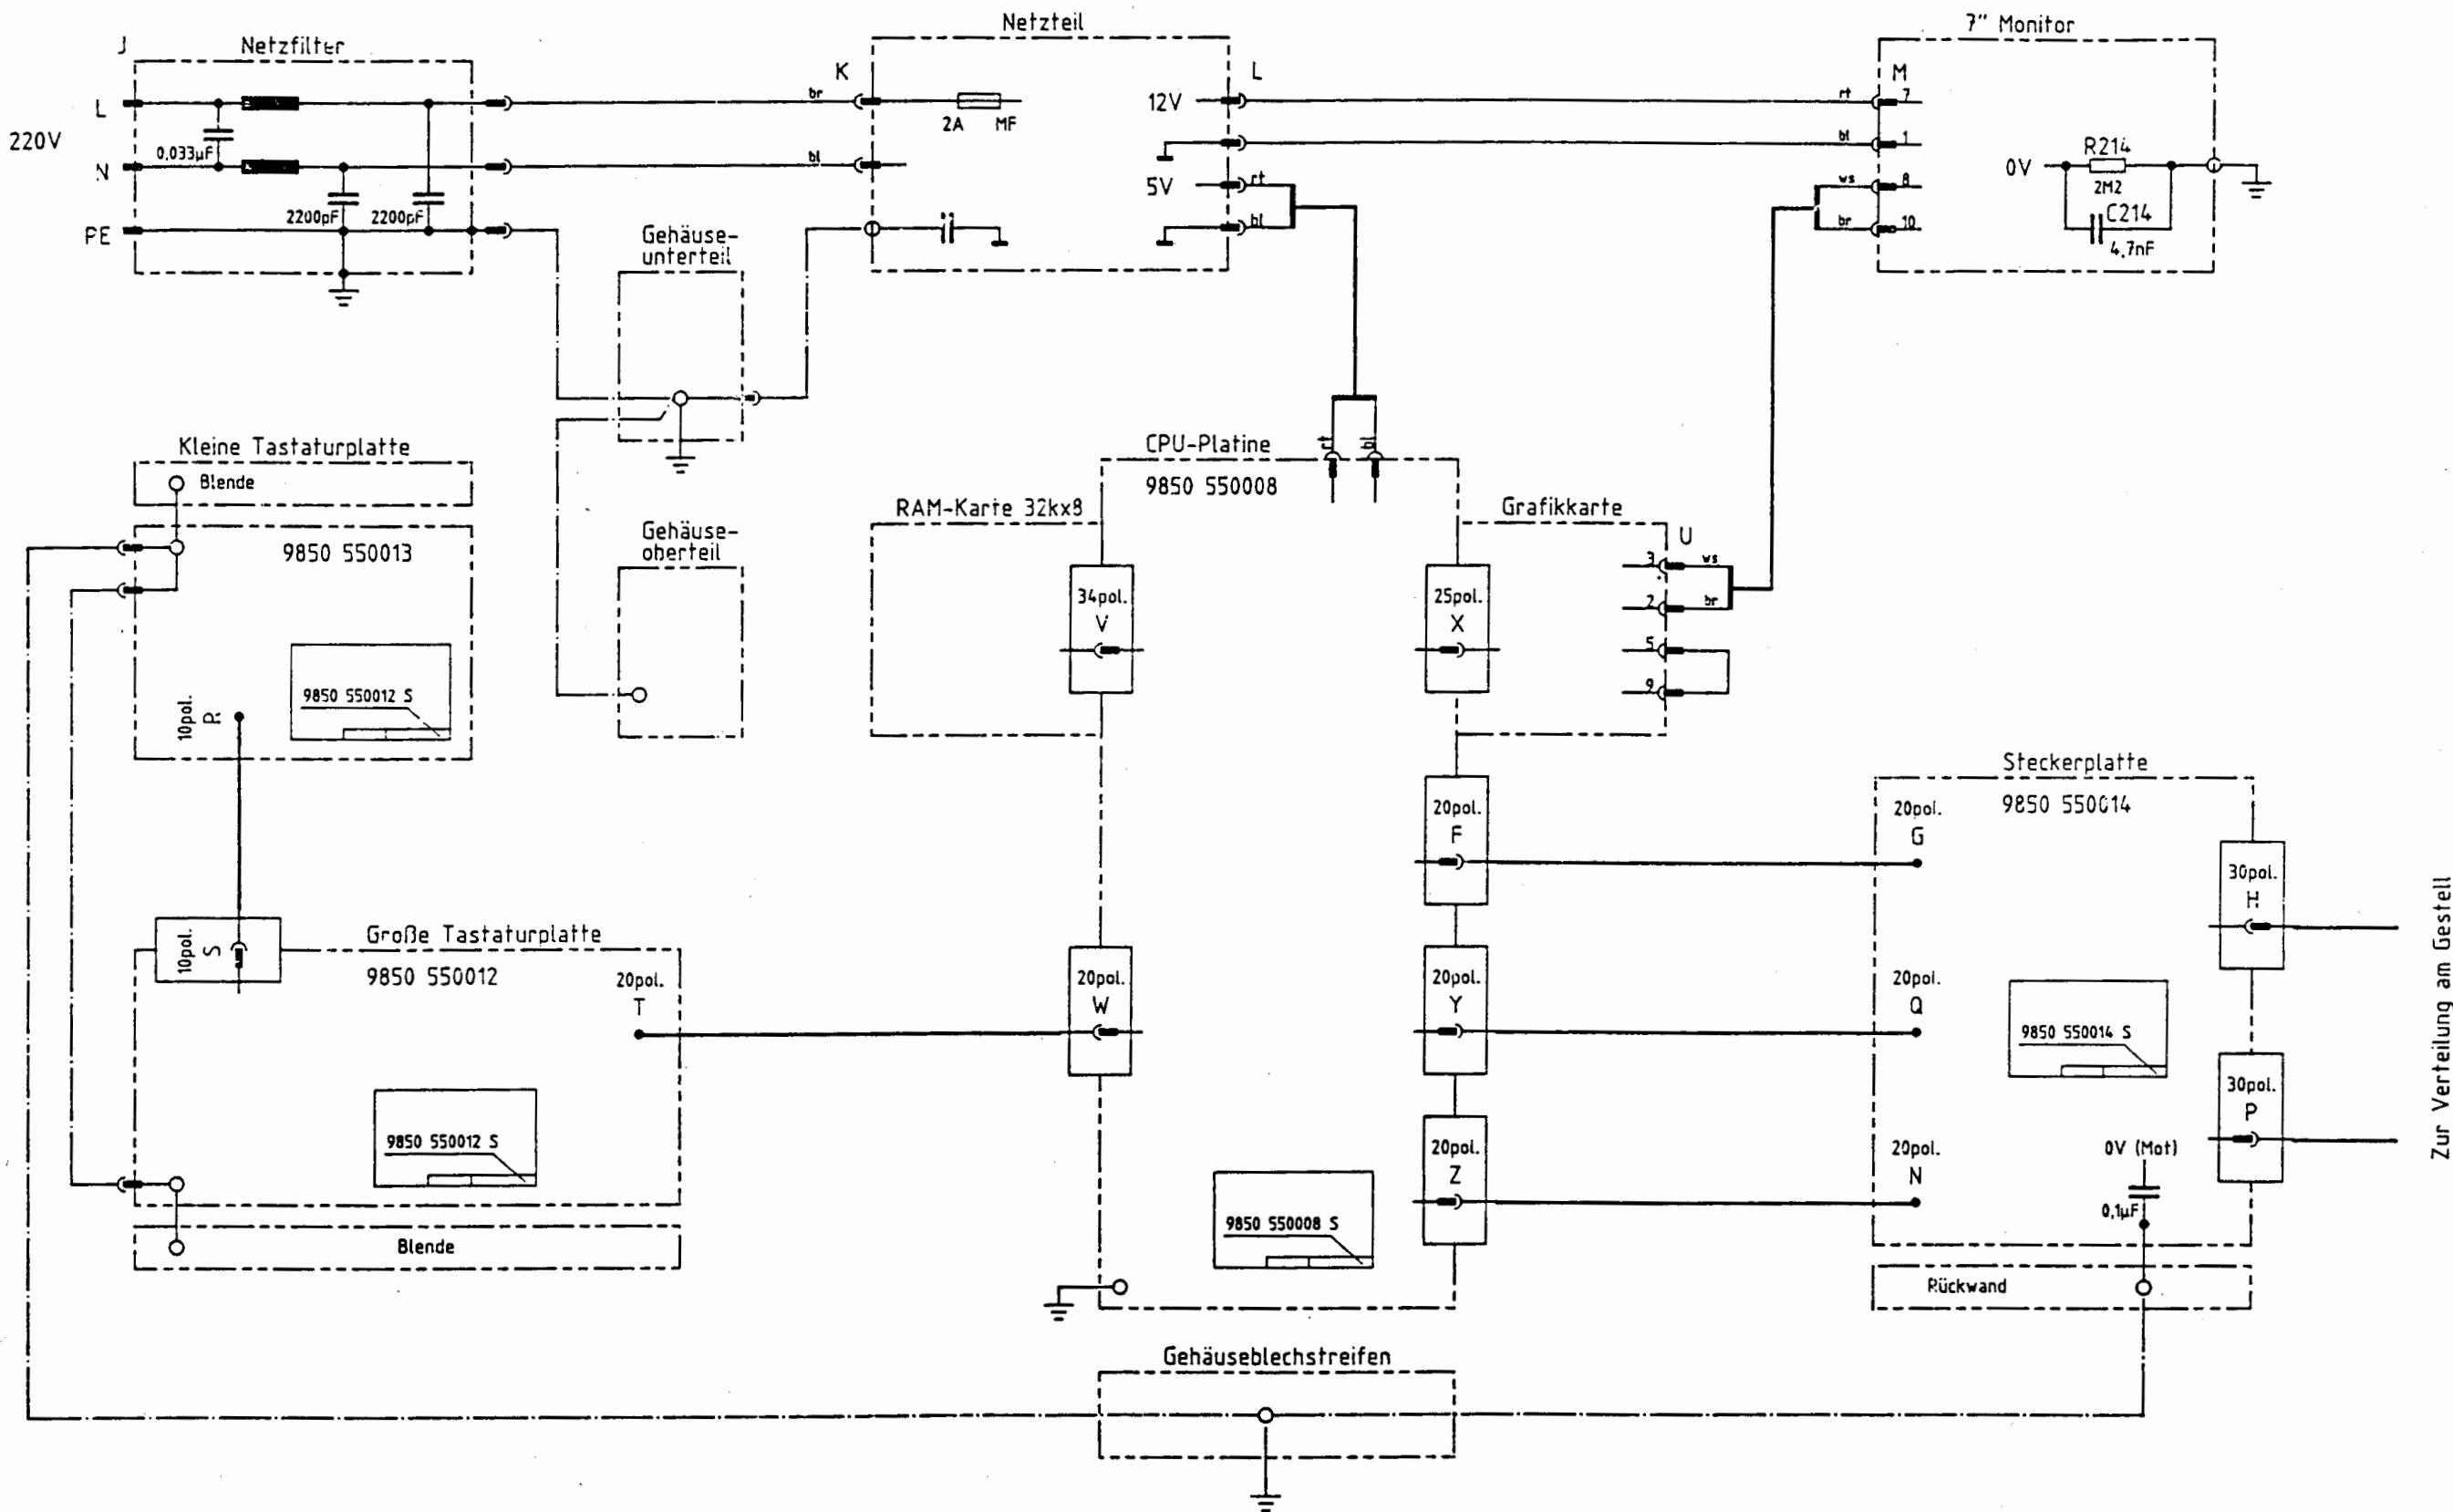 J
Netzfilter
L
220V
0,033µF
N
2200pF
2200pF
PE
br
bl
Netzteil
K
2A MF
12V
L
5V
rt
bl
7" Monitor
M
rt
7
bl
1
ws
8
br
10
0V
R214
2M2
C214
4,7nF
Gehäuse-
unterteil
Kleine Tastaturplatte
Blende
9850 550013
9850 550012 S
10pol.
R
Gehäuse-
oberteil
CPU-Platine
9850 550008
rt
bl
RAM-Karte 32kx8
34pol.
V
25pol.
X
Grafikkarte
U
3
ws
2
br
5
9
10pol.
S
Große Tastaturplatte
9850 550012
20pol.
T
9850 550012 S
Blende
20pol.
W
20pol.
F
20pol.
Y
20pol.
Z
9850 550008 S
Steckerplatte
9850 550014
20pol.
G
20pol.
Q
20pol.
N
30pol.
H
9850 550014 S
30pol.
P
0V (Mot)
0,1µF
Rückwand
Zur Verteilung am Gestell
Gehäuseblechstreifen